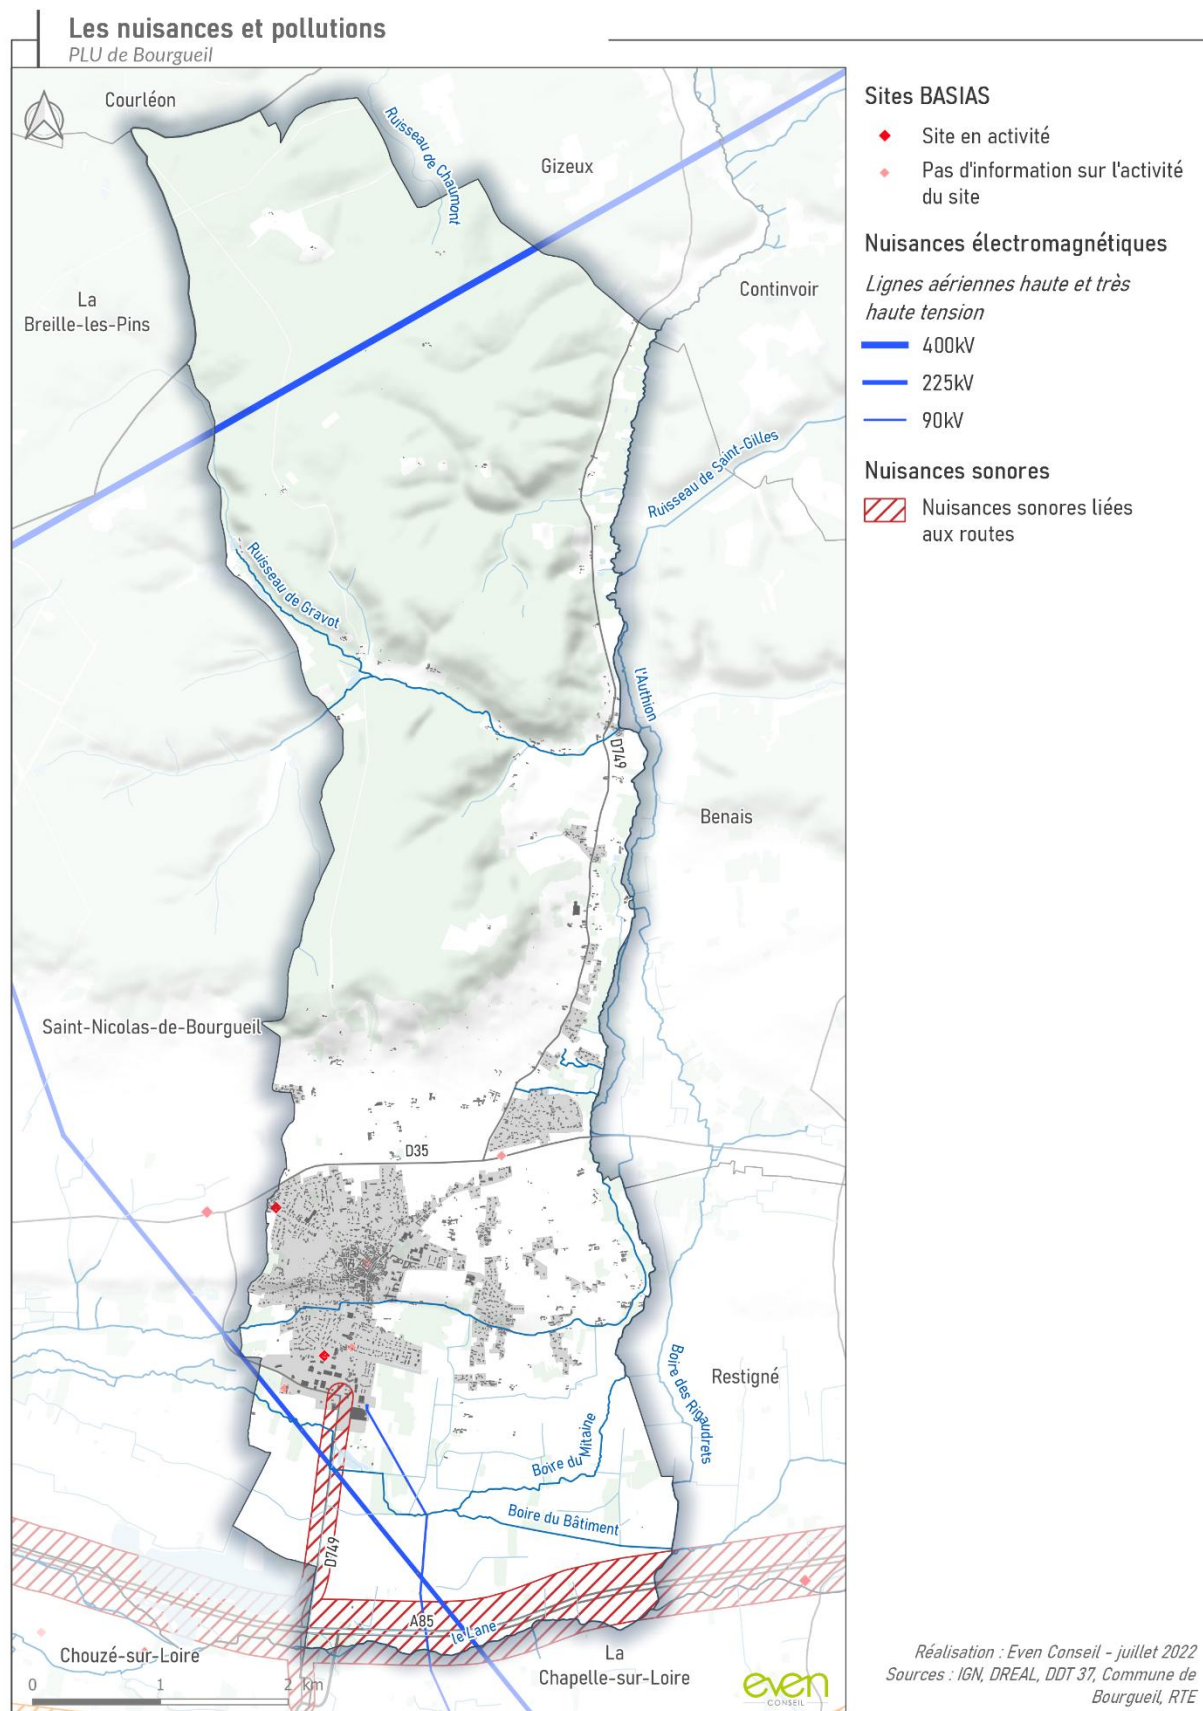 Les nuisances et pollutions
PLU de Bourgueil
Courléon
Ruisseau de Chaumont
Gizeux
Continvoir
La
Breille-les-Pins
Ruisseau de Saint-Gilles
Ruisseau de Gravot
l'Authion
D749
Benais
Saint-Nicolas-de-Bourgueil
D35
Boire des Rigaudrets
Restigné
Boire du Mitaine
Boire du Bâtiment
D749
A85
le Lane
Chouzé-sur-Loire
La
Chapelle-sur-Loire
0 1 2 km
even
CONSEIL
Sites BASIAS
Site en activité
Pas d'information sur l'activité
du site
Nuisances électromagnétiques
Lignes aériennes haute et très
haute tension
400kV
225kV
90kV
Nuisances sonores
Nuisances sonores liées
aux routes
Réalisation : Even Conseil - juillet 2022
Sources : IGN, DREAL, DDT 37, Commune de
Bourgueil, RTE